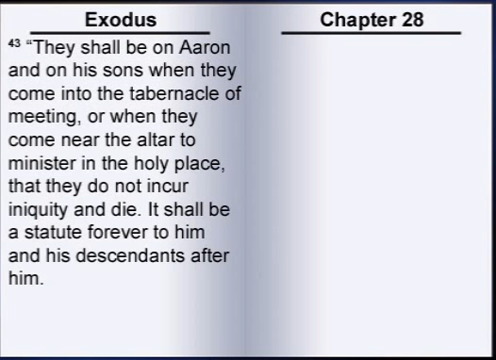 Exodus
Chapter 28
43 “They shall be on Aaron
and on his sons when they
come into the tabernacle of
meeting, or when they
come near the altar to
minister in the holy place,
that they do not incur
iniquity and die. It shall be
a statute forever to him
and his descendants after
him.